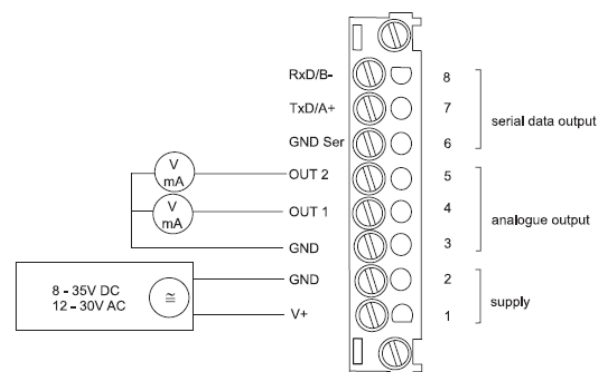 RxD/B- 8
TxD/A+ 7 serial data output
GND Ser 6
V
mA
OUT 2 5
V
mA
OUT 1 4 analogue output
GND 3
GND 2
8 - 35V DC
12 - 30V AC
≅
supply
V+ 1